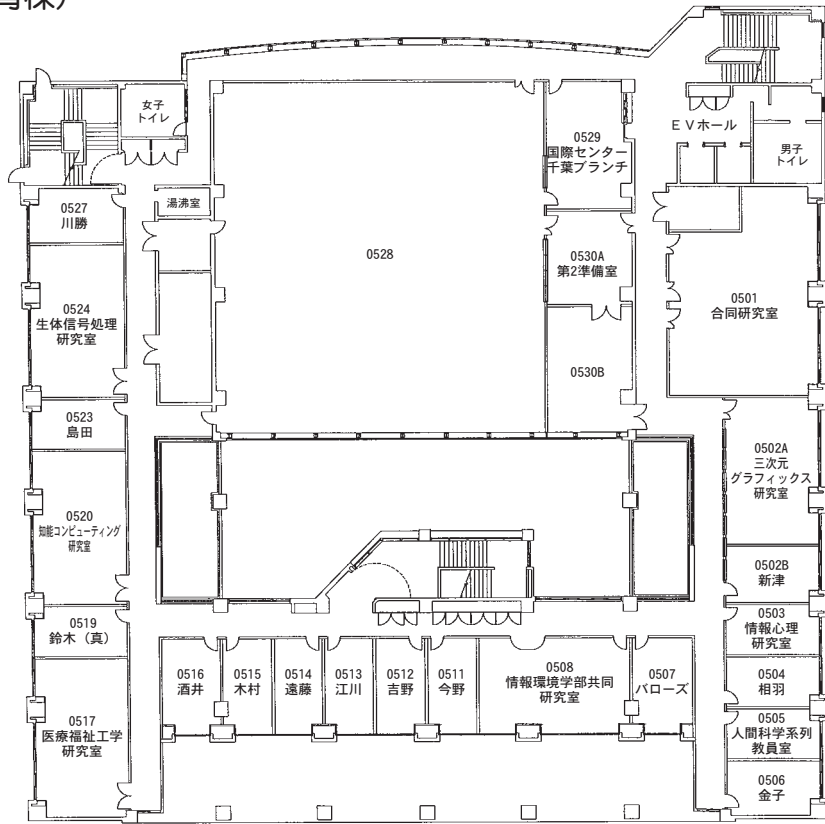 女子
トイレ
0529
国際センター
千葉ブランチ
EVホール
男子
トイレ
0527
川勝
湯沸室
0528
0530A
第2準備室
0501
合同研究室
0524
生体信号処理
研究室
0530B
0523
島田
0502A
三次元
グラフィックス
研究室
0520
知能コンピューティング
研究室
0502B
新津
0519
鈴木（真）
0503
情報心理
研究室
0516
酒井
0515
木村
0514
遠藤
0513
江川
0512
吉野
0511
今野
0508
情報環境学部共同
研究室
0507
バローズ
0504
相羽
0517
医療福祉工学
研究室
0505
人間科学系列
教員室
0506
金子